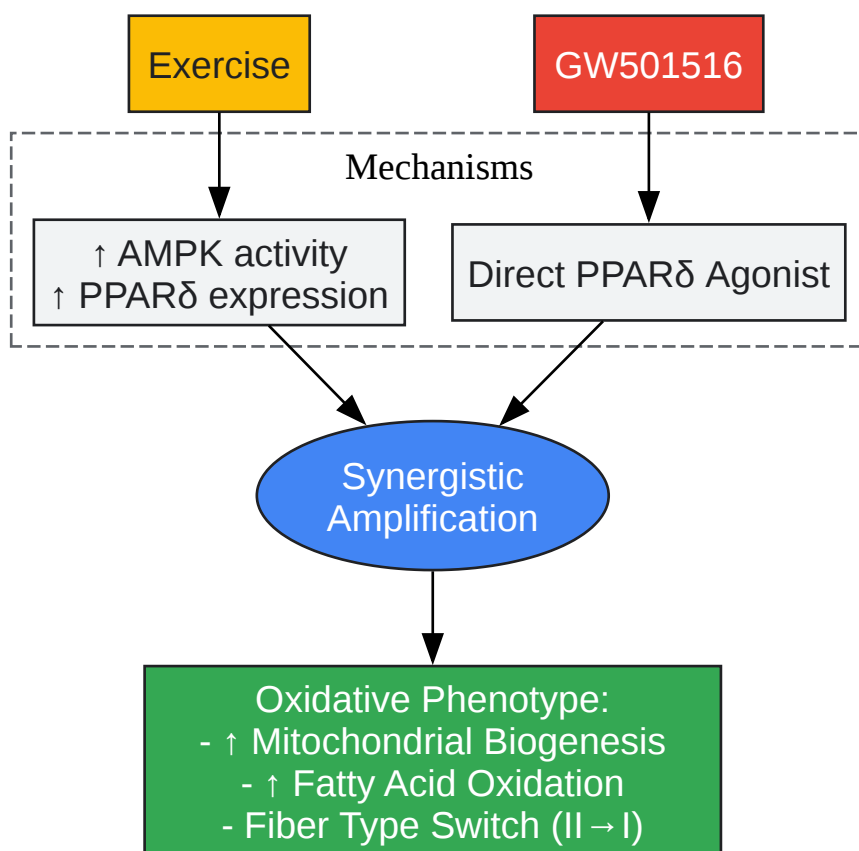 Exercise
GW501516
Mechanisms
↑ AMPK activity
↑ PPARδ expression
Direct PPARδ Agonist
Synergistic
Amplification
Oxidative Phenotype:
- ↑ Mitochondrial Biogenesis
- ↑ Fatty Acid Oxidation
- Fiber Type Switch (II→I)